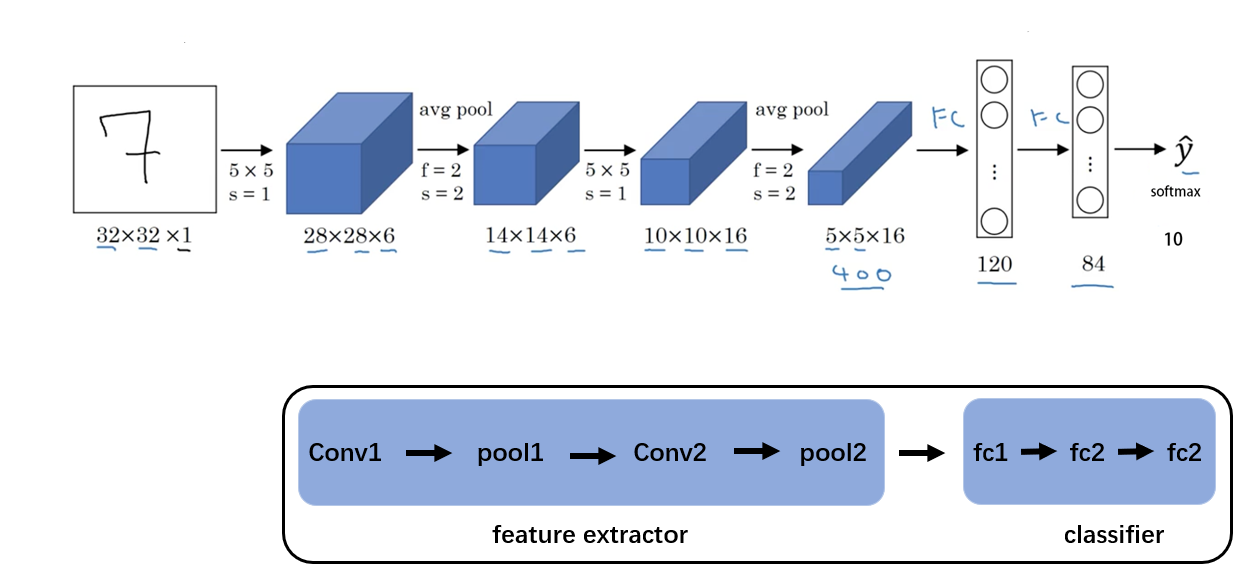 7
5 × 5
s = 1
avg pool
f = 2
s = 2
5 × 5
s = 1
avg pool
f = 2
s = 2
FC
FC
ŷ
softmax
10
32×32 ×1
28×28×6
14×14×6
10×10×16
5×5×16
400
120
84
⋮
⋮
Conv1 → pool1 → Conv2 → pool2 → fc1 → fc2 → fc2
feature extractor
classifier